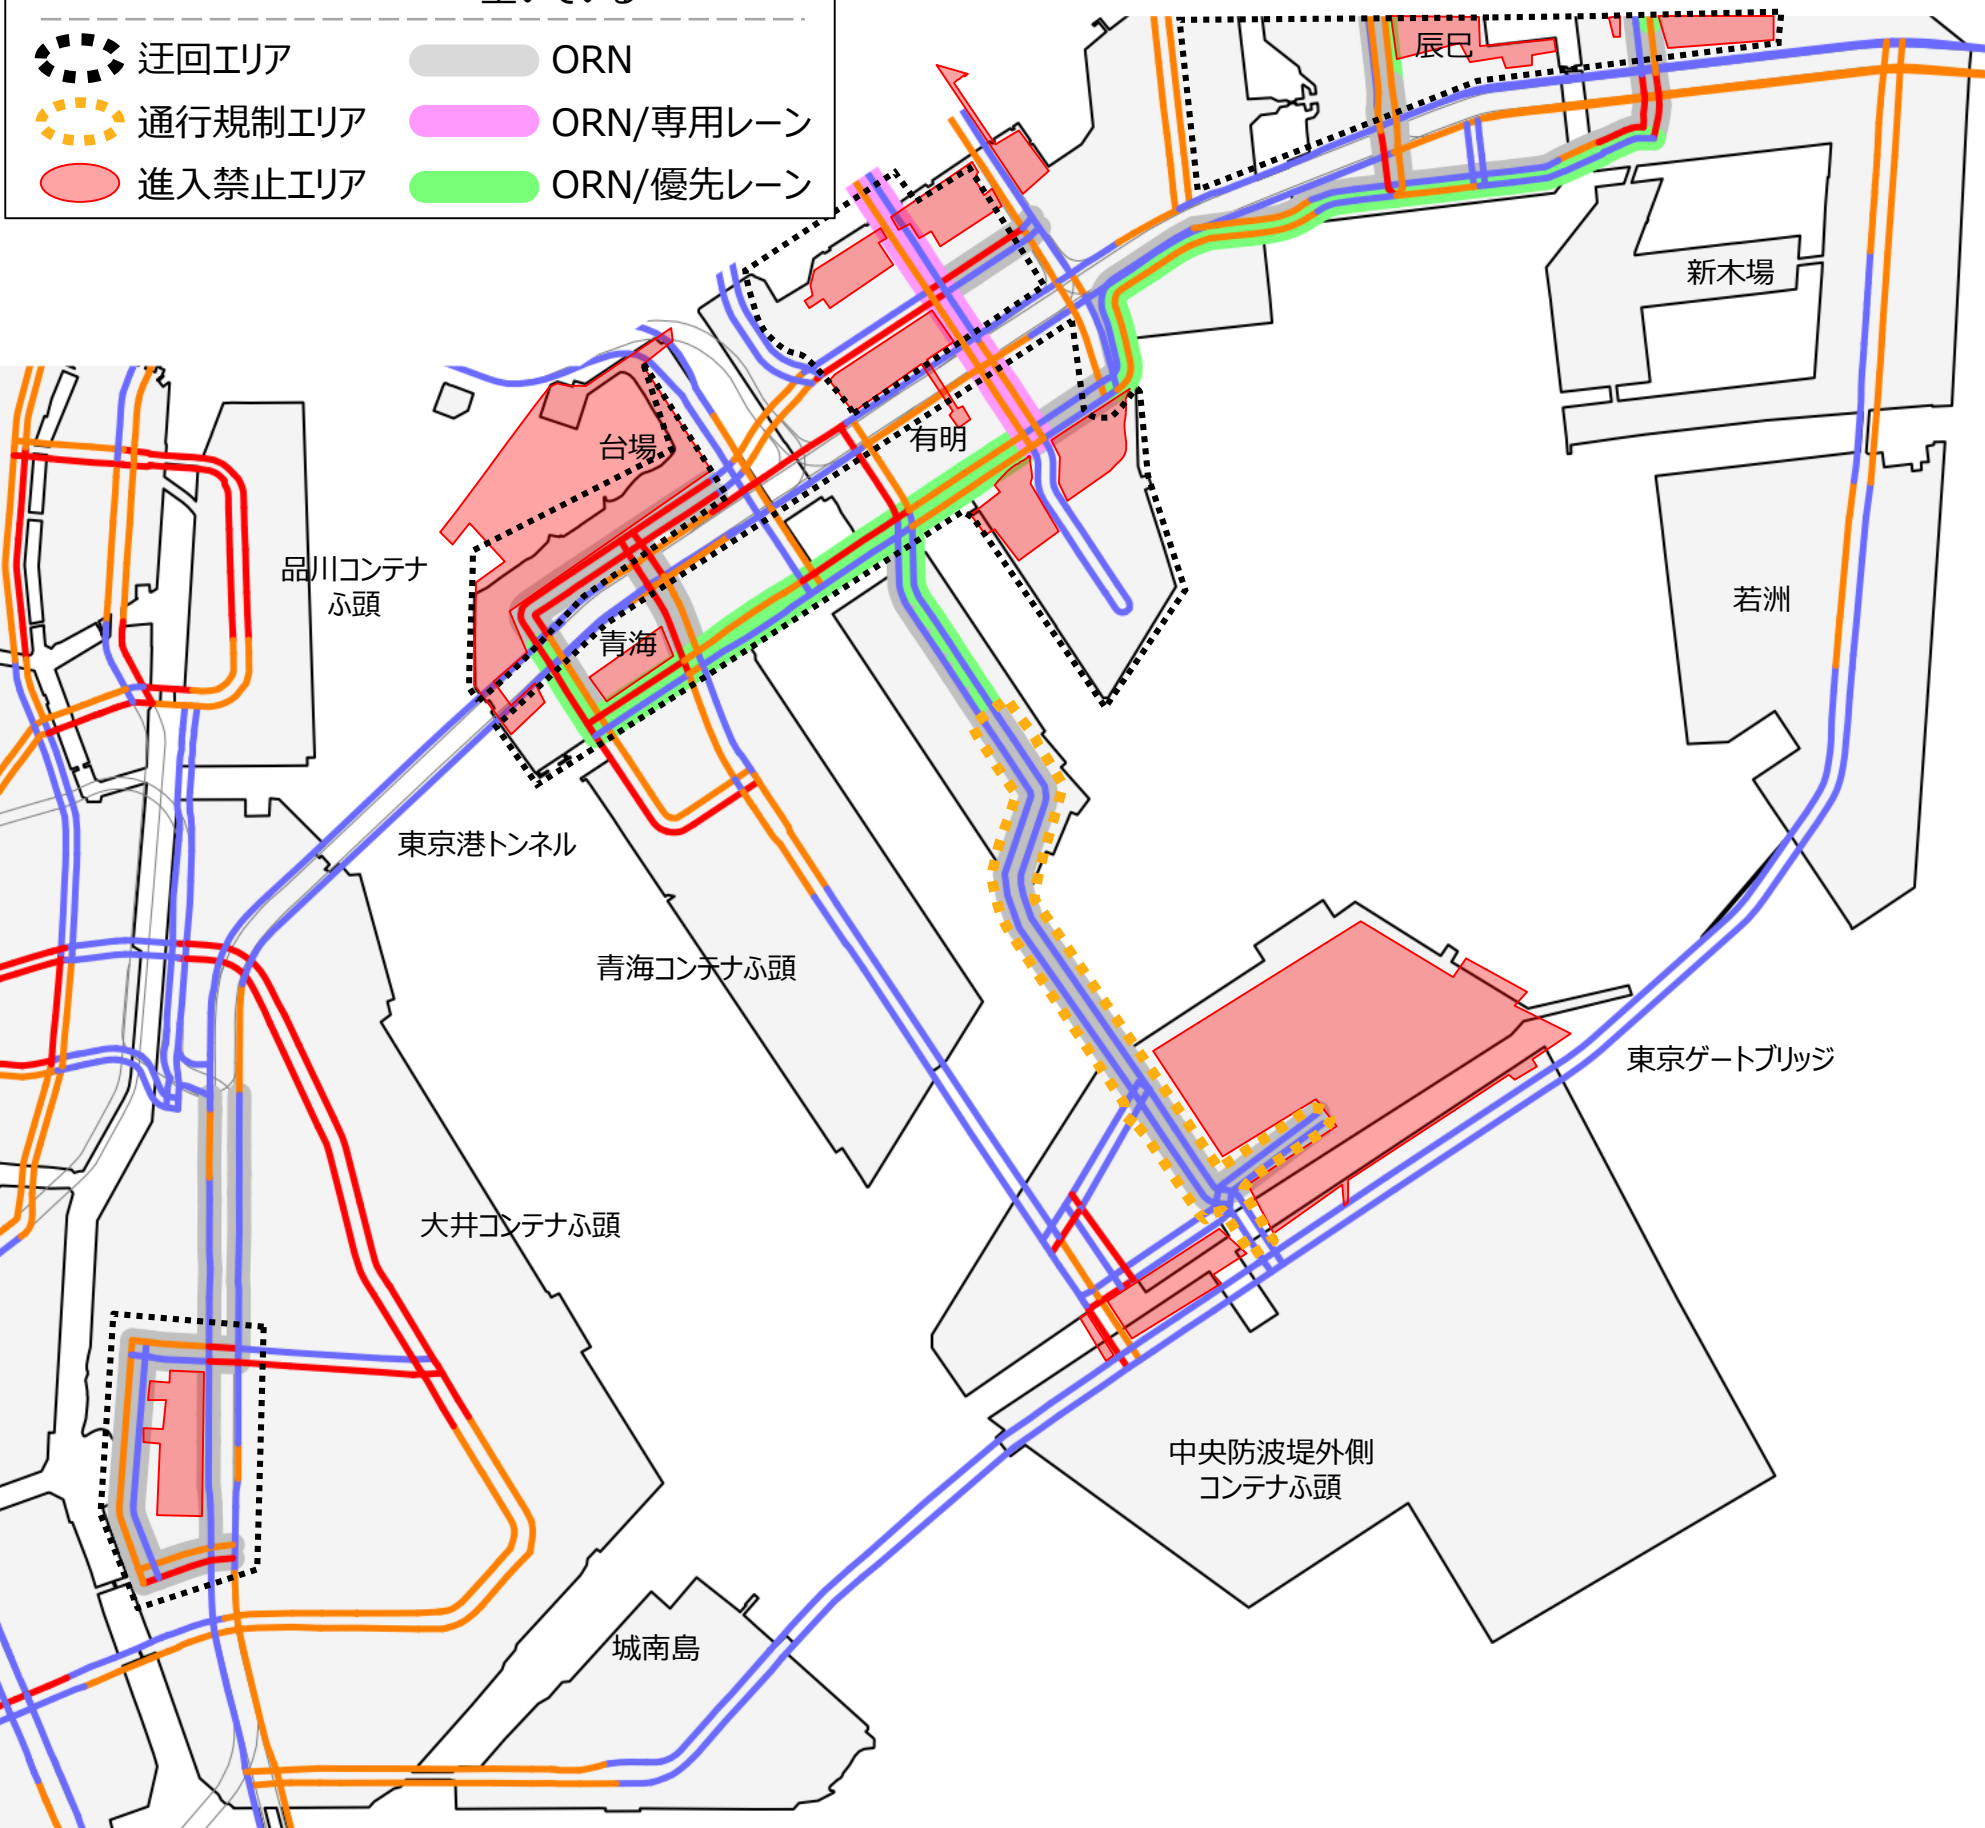 空いている
迂回エリア
ORN
通行規制エリア
ORN/専用レーン
進入禁止エリア
ORN/優先レーン
辰巳
新木場
有明
台場
品川コンテナ
ふ頭
若洲
青海
東京港トンネル
青海コンテナふ頭
東京ゲートブリッジ
大井コンテナふ頭
中央防波堤外側
コンテナふ頭
城南島